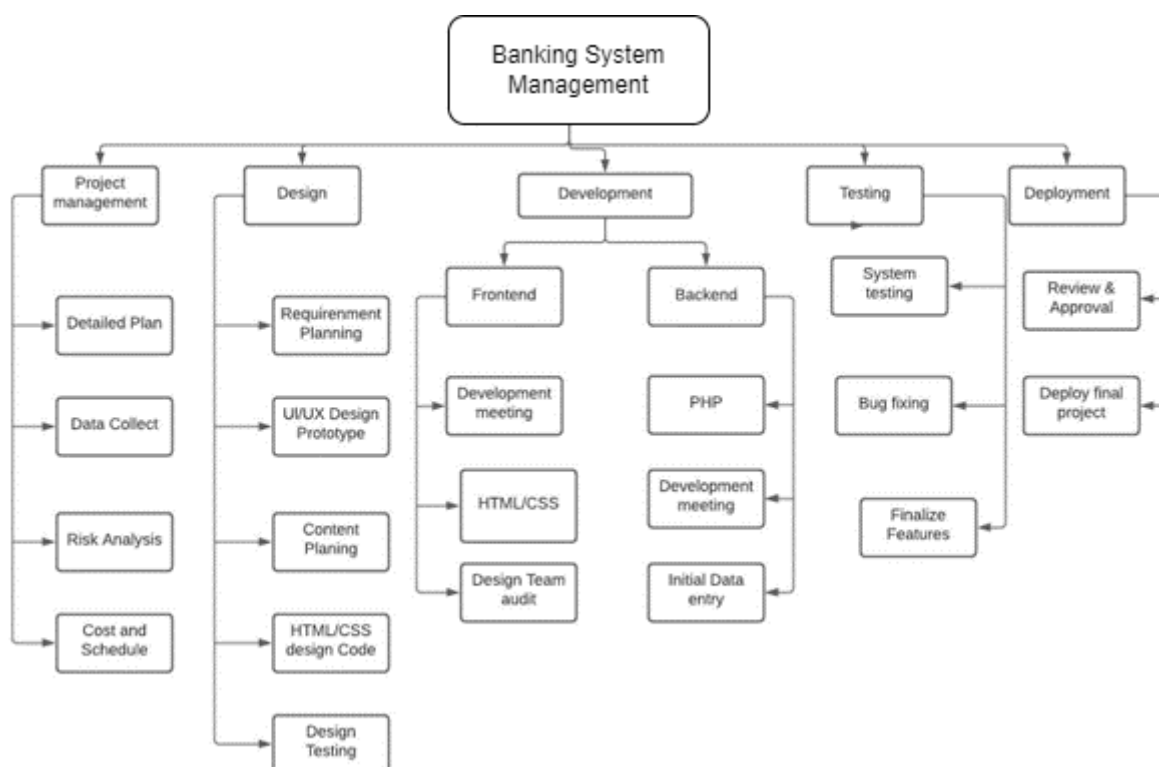 Banking System
Management
Project
management
Design
Development
Testing
Deployment
Frontend
Backend
System
testing
Review &
Approval
Detailed Plan
Requirenment
Planning
Development
meeting
PHP
Bug fixing
Deploy final
project
Data Collect
UI/UX Design
Prototype
HTML/CSS
Development
meeting
Finalize
Features
Risk Analysis
Content
Planing
Design Team
audit
Initial Data
entry
Cost and
Schedule
HTML/CSS
design Code
Design
Testing